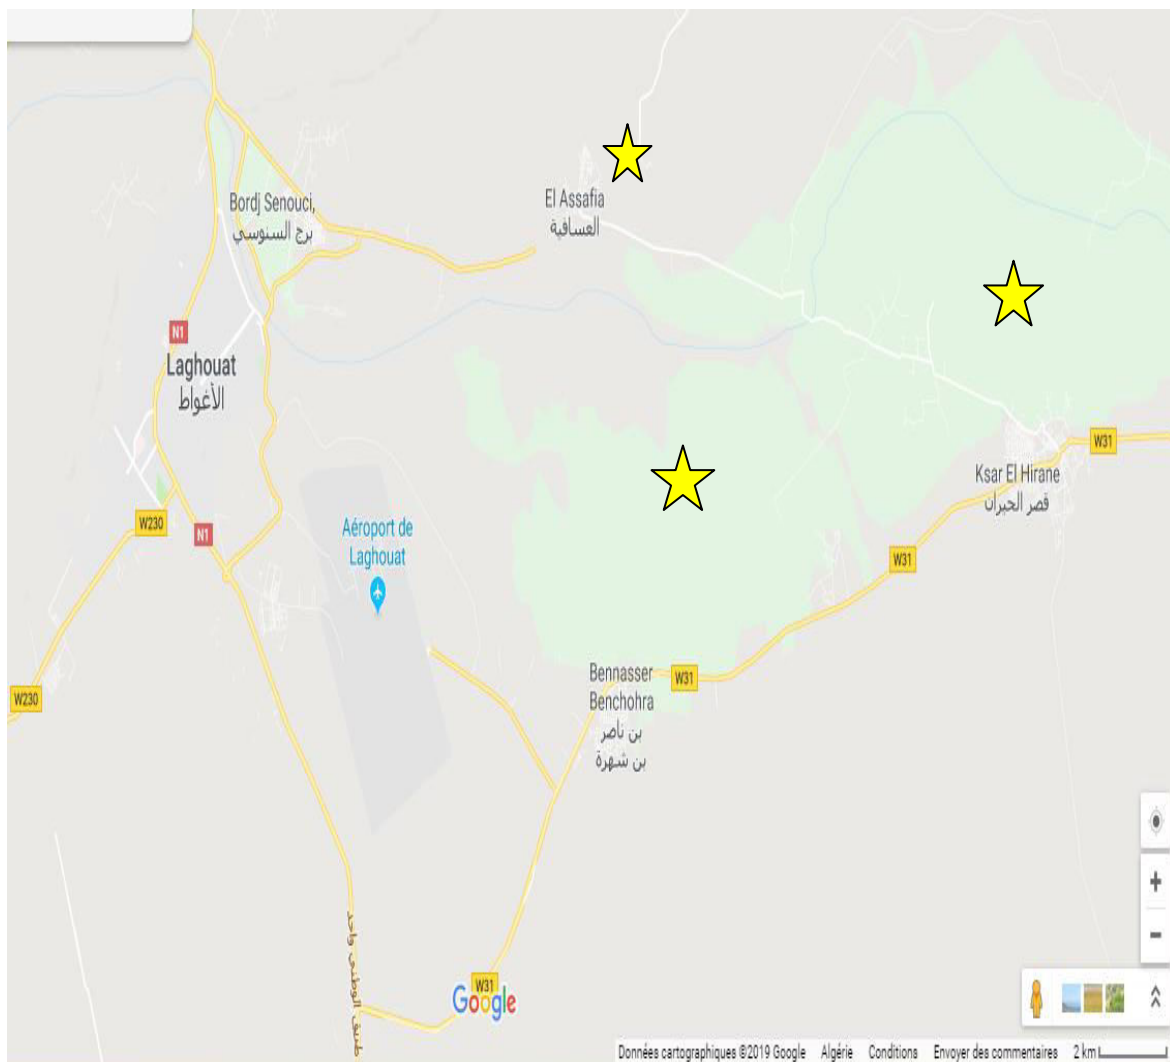 El Assafia
العسافية
Bordj Senouci,
برج السنوسي
N1
Laghouat
الأغواط
W31
Ksar El Hirane
قصر الحيران
W230
N1
Aéroport de
Laghouat
W31
Bennasser
Benchohra
بن ناصر
بن شهرة
W31
W230
طريق الوطني واحد
W31
Google
Données cartographiques ©2019 Google Algérie Conditions Envoyer des commentaires 2 km